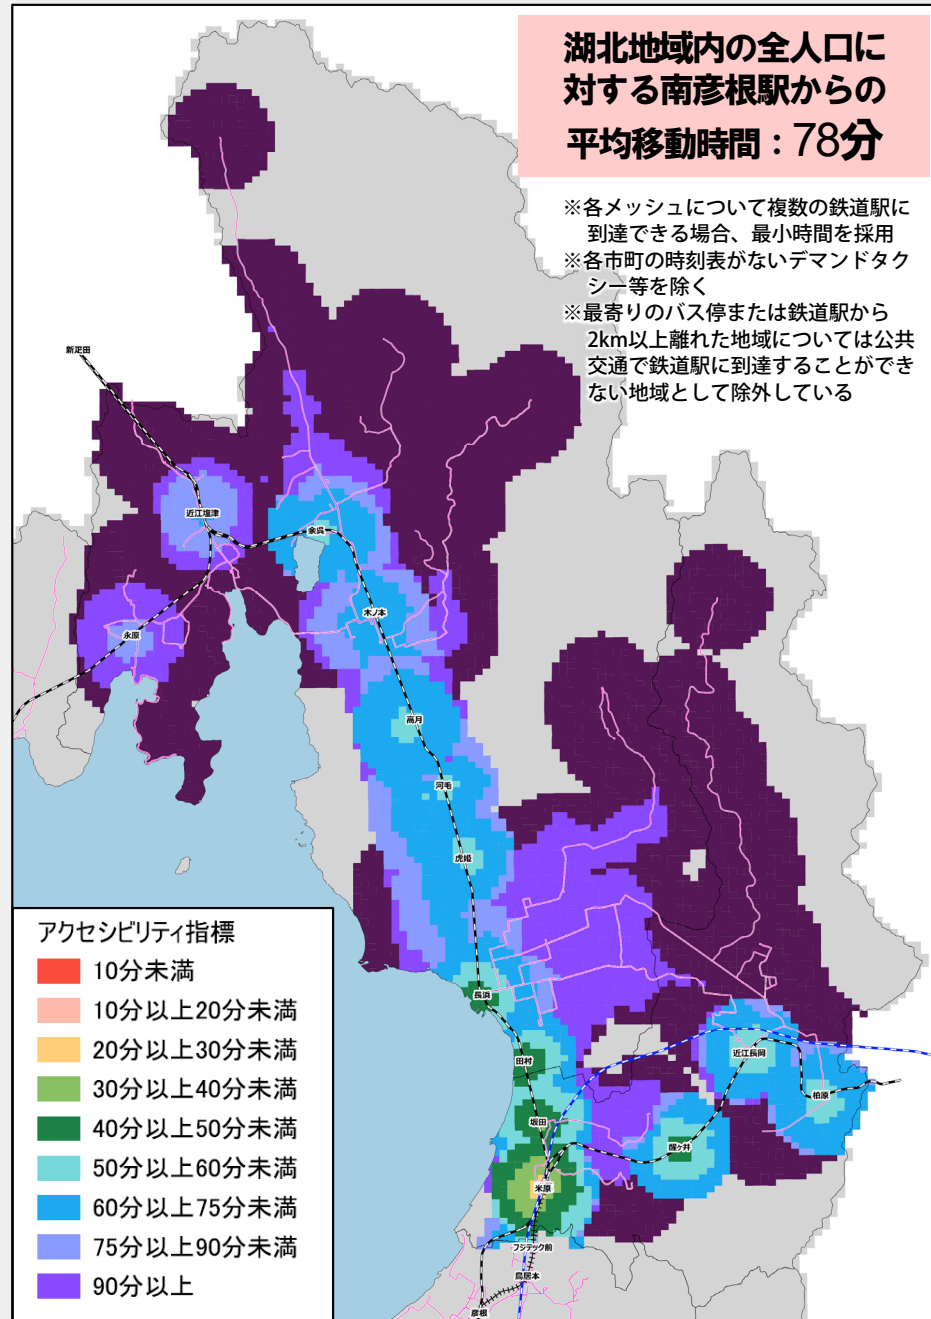 湖北地域内の全人口に
対する南彦根駅からの
平均移動時間：78分
※各メッシュについて複数の鉄道駅に
到達できる場合、最小時間を採用
※各市町の時刻表がないデマンドタク
シー等を除く
※最寄りのバス停または鉄道駅から
2km以上離れた地域については公共
交通で鉄道駅に到達することができ
ない地域として除外している
新疋田
近江塩津
余呉
木ノ本
永原
高月
河毛
虎姫
長浜
田村
近江長岡
柏原
坂田
醒ヶ井
米原
フジテック前
鳥居本
彦根
アクセシビリティ指標
10分未満
10分以上20分未満
20分以上30分未満
30分以上40分未満
40分以上50分未満
50分以上60分未満
60分以上75分未満
75分以上90分未満
90分以上